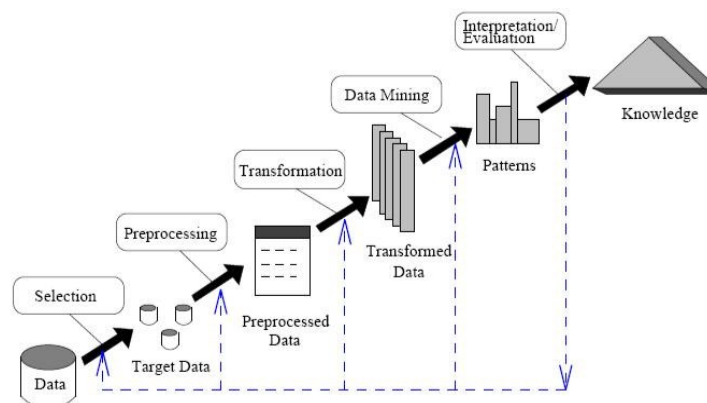 Interpretation/
Evaluation
Data Mining
Knowledge
Transformation
Patterns
Preprocessing
Transformed
Data
Selection
Preprocessed
Data
Data
Target Data